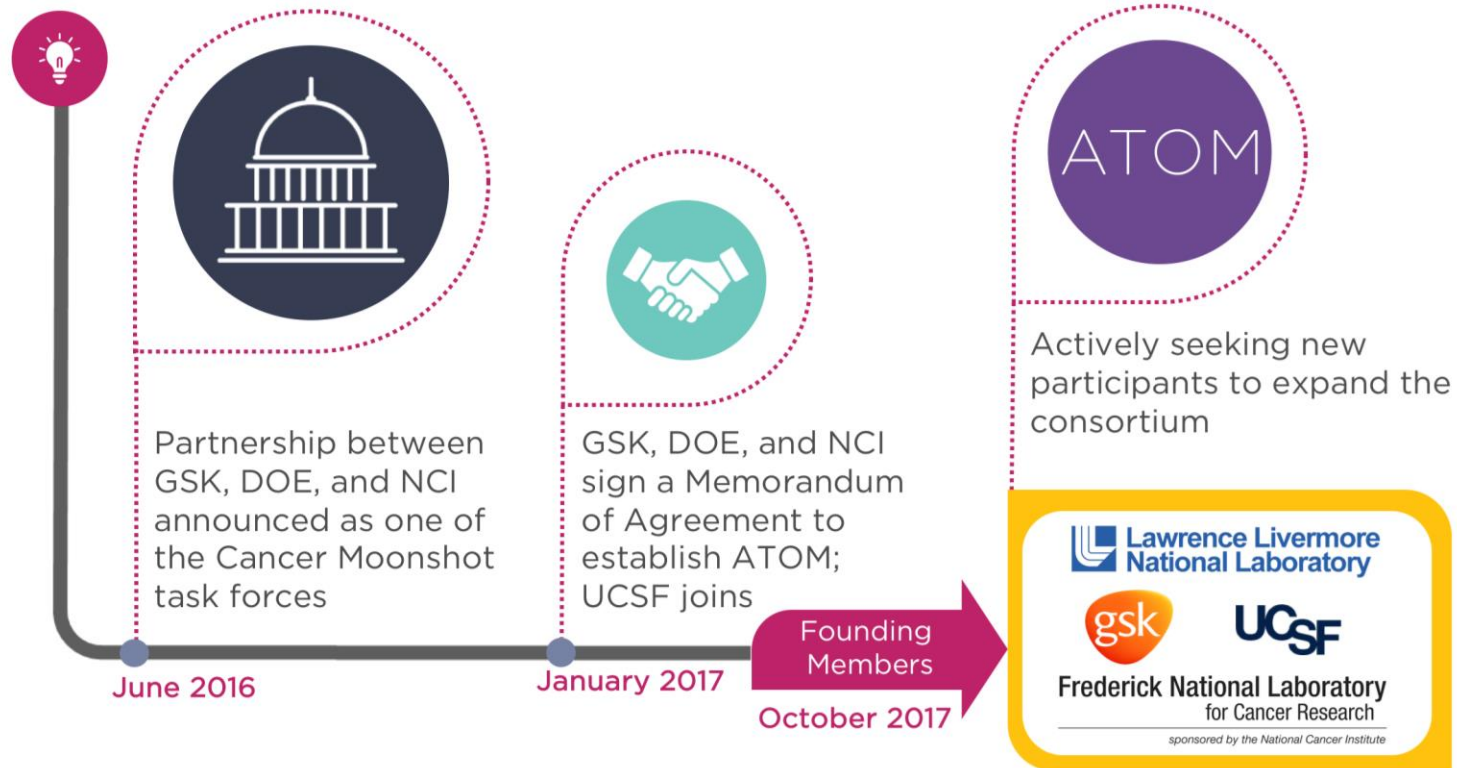 Partnership between
GSK, DOE, and NCI
announced as one of
the Cancer Moonshot
task forces
June 2016
GSK, DOE, and NCI
sign a Memorandum
of Agreement to
establish ATOM;
UCSF joins
January 2017
Founding
Members
October 2017
ATOM
Actively seeking new
participants to expand the
consortium
Lawrence Livermore
National Laboratory
gsk
UCSF
Frederick National Laboratory
for Cancer Research
sponsored by the National Cancer Institute